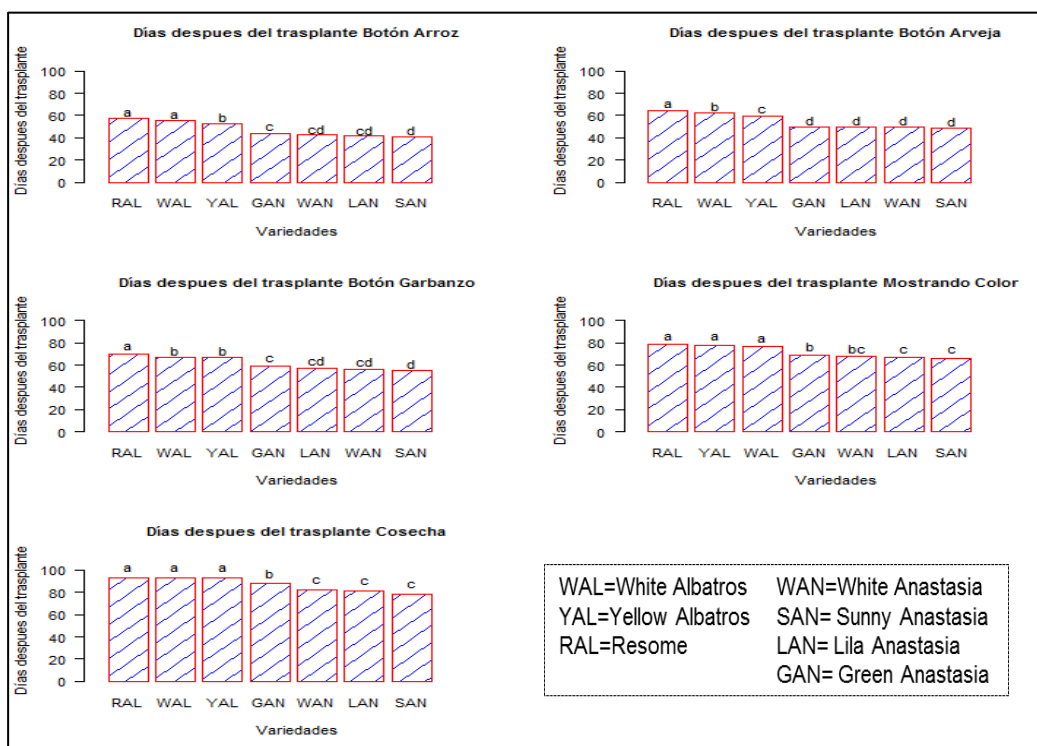 Días despues del trasplante Botón Arroz
Días despues del trasplante
100
80
60
40
20
0
a a b c cd cd d
RAL WAL YAL GAN WAN LAN SAN
Variedades
Días despues del trasplante Botón Arveja
Días despues del trasplante
100
80
60
40
20
0
a b c d d d d
RAL WAL YAL GAN LAN WAN SAN
Variedades
Días despues del trasplante Botón Garbanzo
Días despues del trasplante
100
80
60
40
20
0
a b b c cd cd d
RAL WAL YAL GAN LAN WAN SAN
Variedades
Días despues del trasplante Mostrando Color
Días despues del trasplante
100
80
60
40
20
0
a a a b bc c c
RAL YAL WAL GAN WAN LAN SAN
Variedades
Días despues del trasplante Cosecha
Días despues del trasplante
100
80
60
40
20
0
a a a b c c c
RAL WAL YAL GAN WAN LAN SAN
Variedades
WAL=White Albatros WAN=White Anastasia
YAL=Yellow Albatros SAN= Sunny Anastasia
RAL=Resome LAN= Lila Anastasia
GAN= Green Anastasia